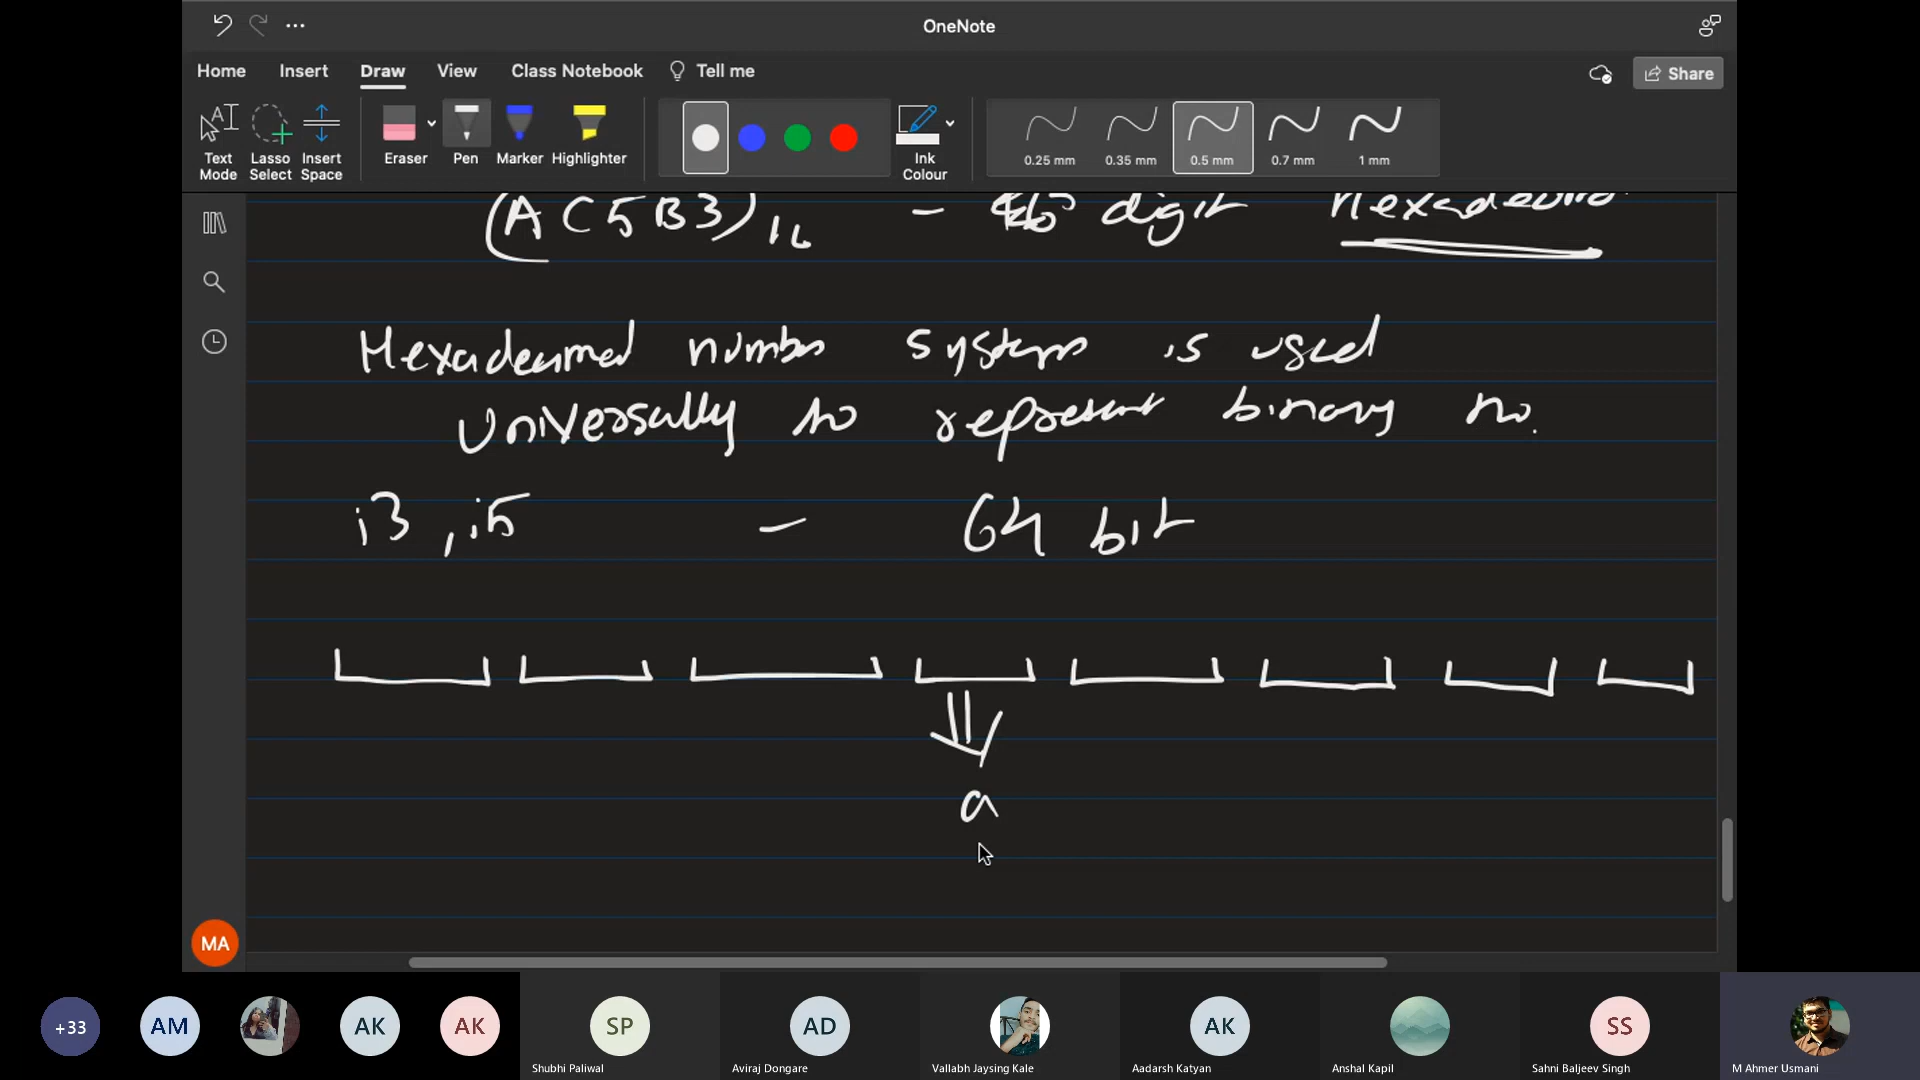 OneNote
Home Insert Draw View Class Notebook Tell me Share
Text Mode Lasso Select Insert Space Eraser Pen Marker Highlighter Ink Colour 0.25 mm 0.35 mm 0.5 mm 0.7 mm 1 mm
(AC5B3)16 - digit
Hexadecimal number system is used
Universally to represent binary no.
i3, i5 - 64 bit
a
MA
+33 AM AK AK SP AD AK SS
Shubhi Paliwal Aviraj Dongare Vallabh Jaysing Kale Aadarsh Katyan Anshal Kapil Sahni Baljeev Singh M Ahmer Usmani